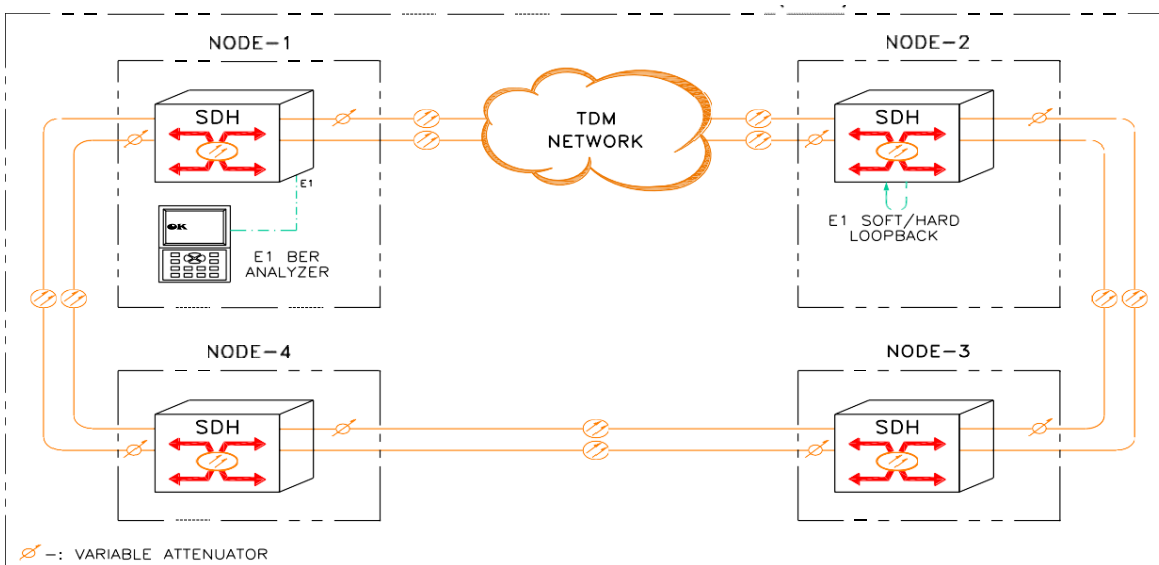 NODE-1
NODE-2
SDH
TDM
NETWORK
SDH
E1
OK
E1 BER
ANALYZER
E1 SOFT/HARD
LOOPBACK
NODE-4
NODE-3
SDH
SDH
-: VARIABLE ATTENUATOR